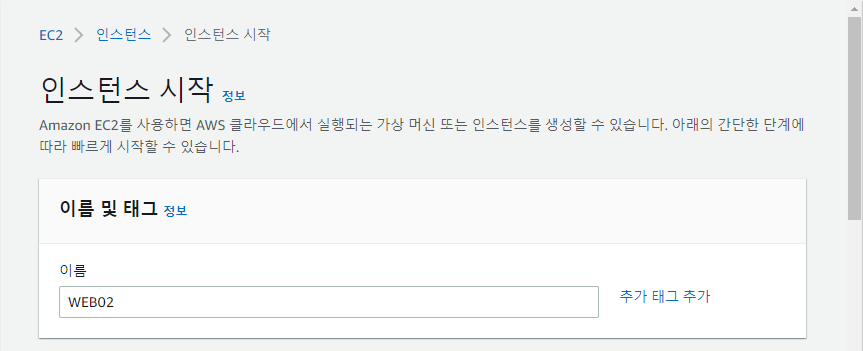 EC2 > 인스턴스 > 인스턴스 시작
인스턴스 시작 정보
Amazon EC2를 사용하면 AWS 클라우드에서 실행되는 가상 머신 또는 인스턴스를 생성할 수 있습니다. 아래의 간단한 단계에
따라 빠르게 시작할 수 있습니다.
이름 및 태그 정보
이름
WEB02 추가 태그 추가